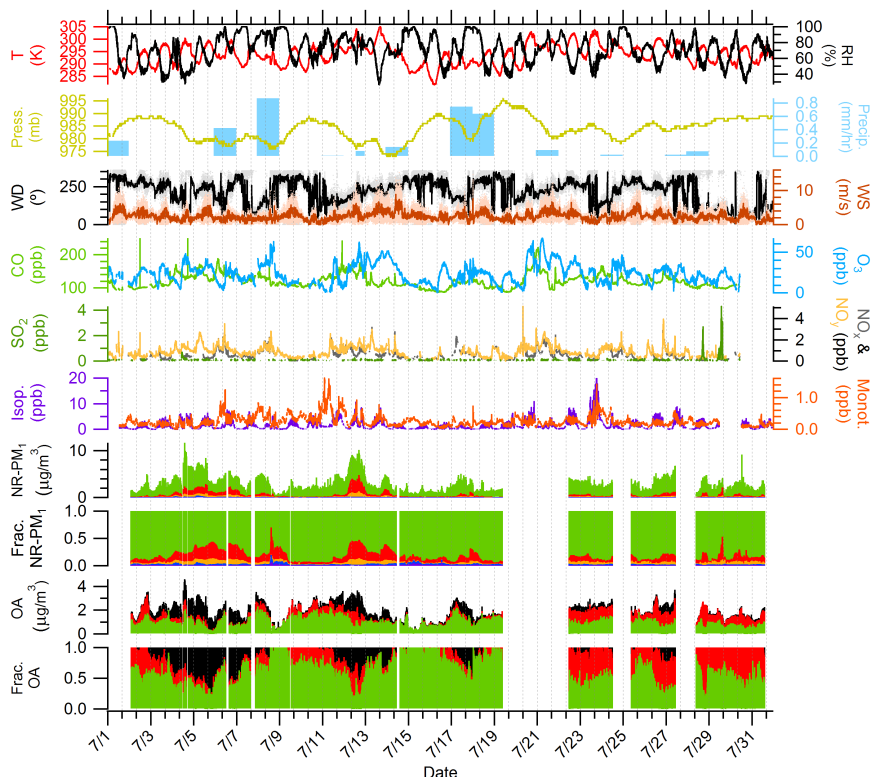 305
300
295
290
285
T
(K)
100
80
60
40
RH
(%)
995
990
985
980
975
Press.
(mb)
0.8
0.6
0.4
0.2
0.0
Precip.
(mm/hr)
250
0
WD
(º)
10
0
WS
(m/s)
200
100
CO
(ppb)
50
0
O3
(ppb)
4
2
0
SO2
(ppb)
4
2
0
NOx &
NOy (ppb)
20
10
0
Isop.
(ppb)
1.0
0.0
Monot.
(ppb)
10
0
NR-PM1
(µg/m3)
1.0
0.5
0.0
Frac.
NR-PM1
4
2
0
OA
(µg/m3)
1.0
0.5
0.0
Frac.
OA
7/1 7/3 7/5 7/7 7/9 7/11 7/13 7/15 7/17 7/19 7/21 7/23 7/25 7/27 7/29 7/31
Date